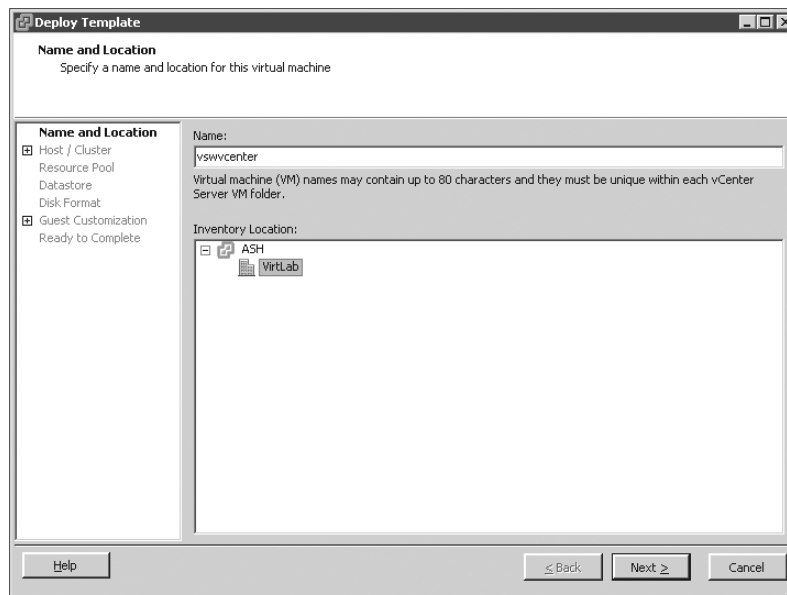 Deploy Template
Name and Location
Specify a name and location for this virtual machine
Name and Location
Host / Cluster
Resource Pool
Datastore
Disk Format
Guest Customization
Ready to Complete
Name:
vswvcenter
Virtual machine (VM) names may contain up to 80 characters and they must be unique within each vCenter
Server VM folder.
Inventory Location:
ASH
VirtLab
Help
< Back
Next >
Cancel